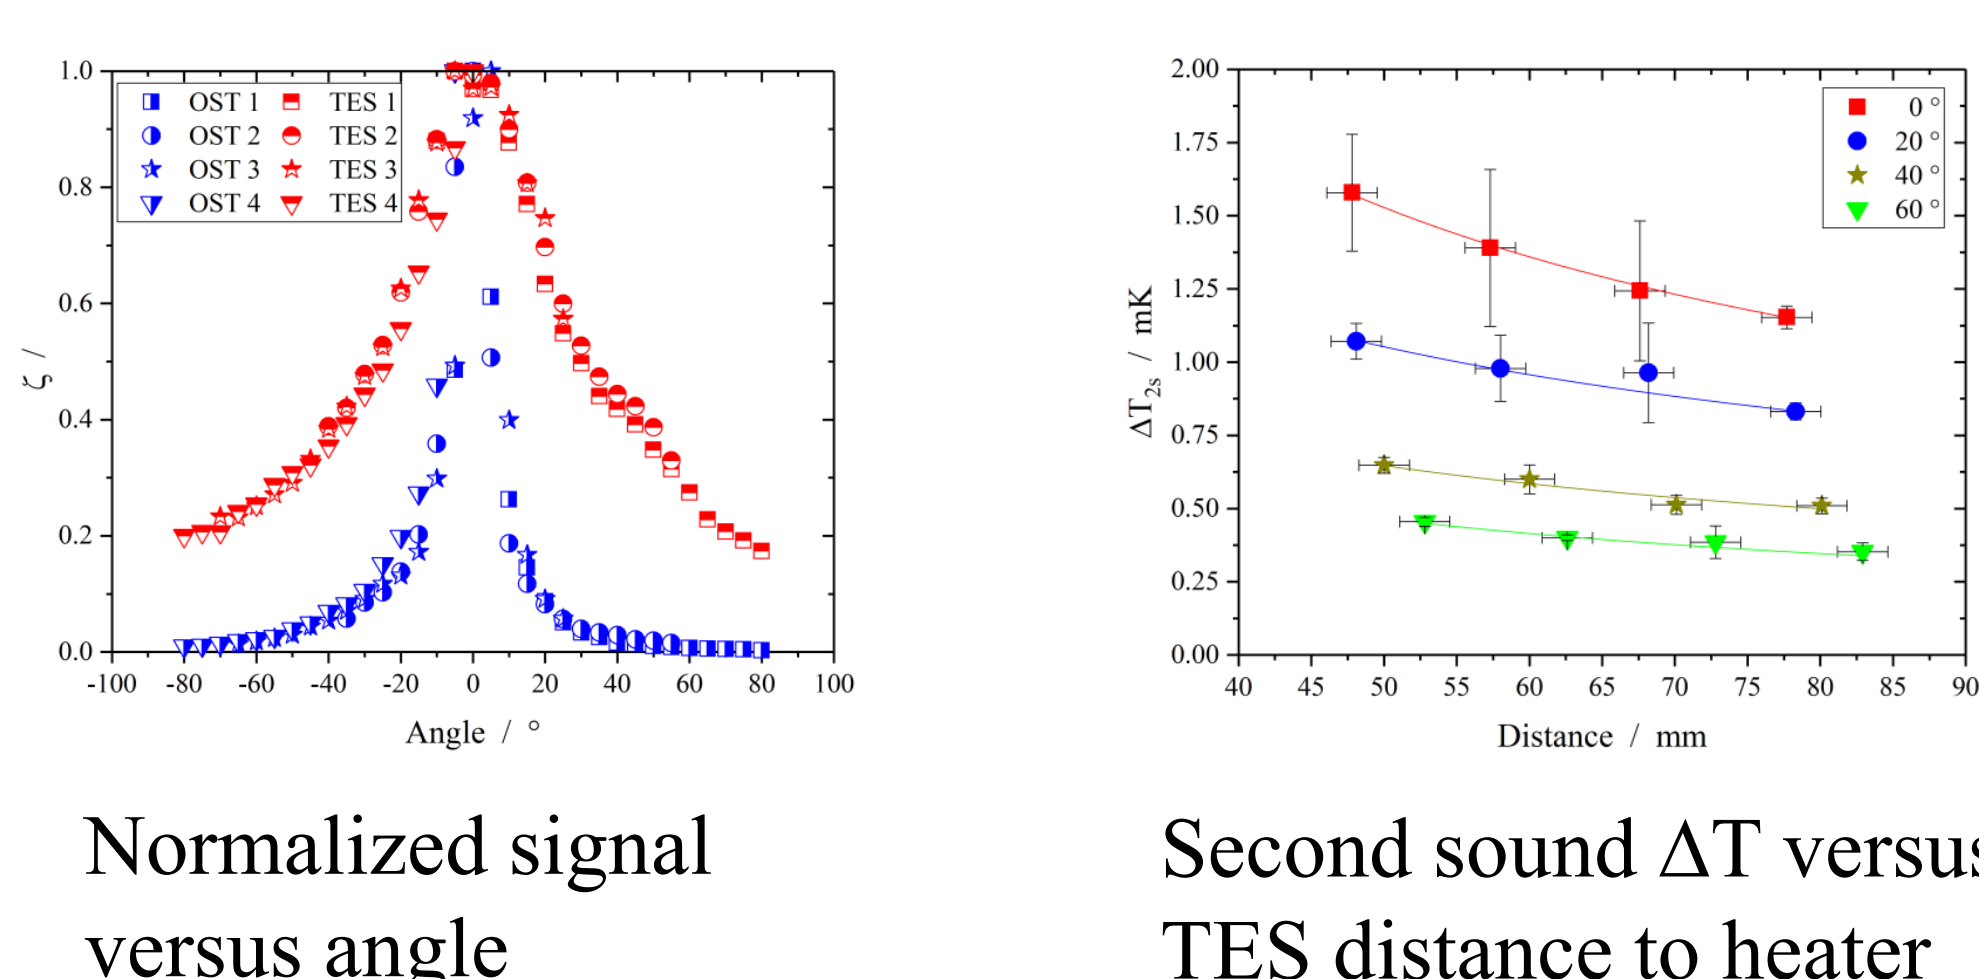 1.0
0.8
0.6
0.4
0.2
0.0
ζ /
OST 1 TES 1
OST 2 TES 2
OST 3 TES 3
OST 4 TES 4
-100 -80 -60 -40 -20 0 20 40 60 80 100
Angle / °
Normalized signal
versus angle
2.00
1.75
1.50
1.25
1.00
0.75
0.50
0.25
0.00
ΔT2s / mK
0 °
20 °
40 °
60 °
40 45 50 55 60 65 70 75 80 85 90
Distance / mm
Second sound ΔT versus
TES distance to heater